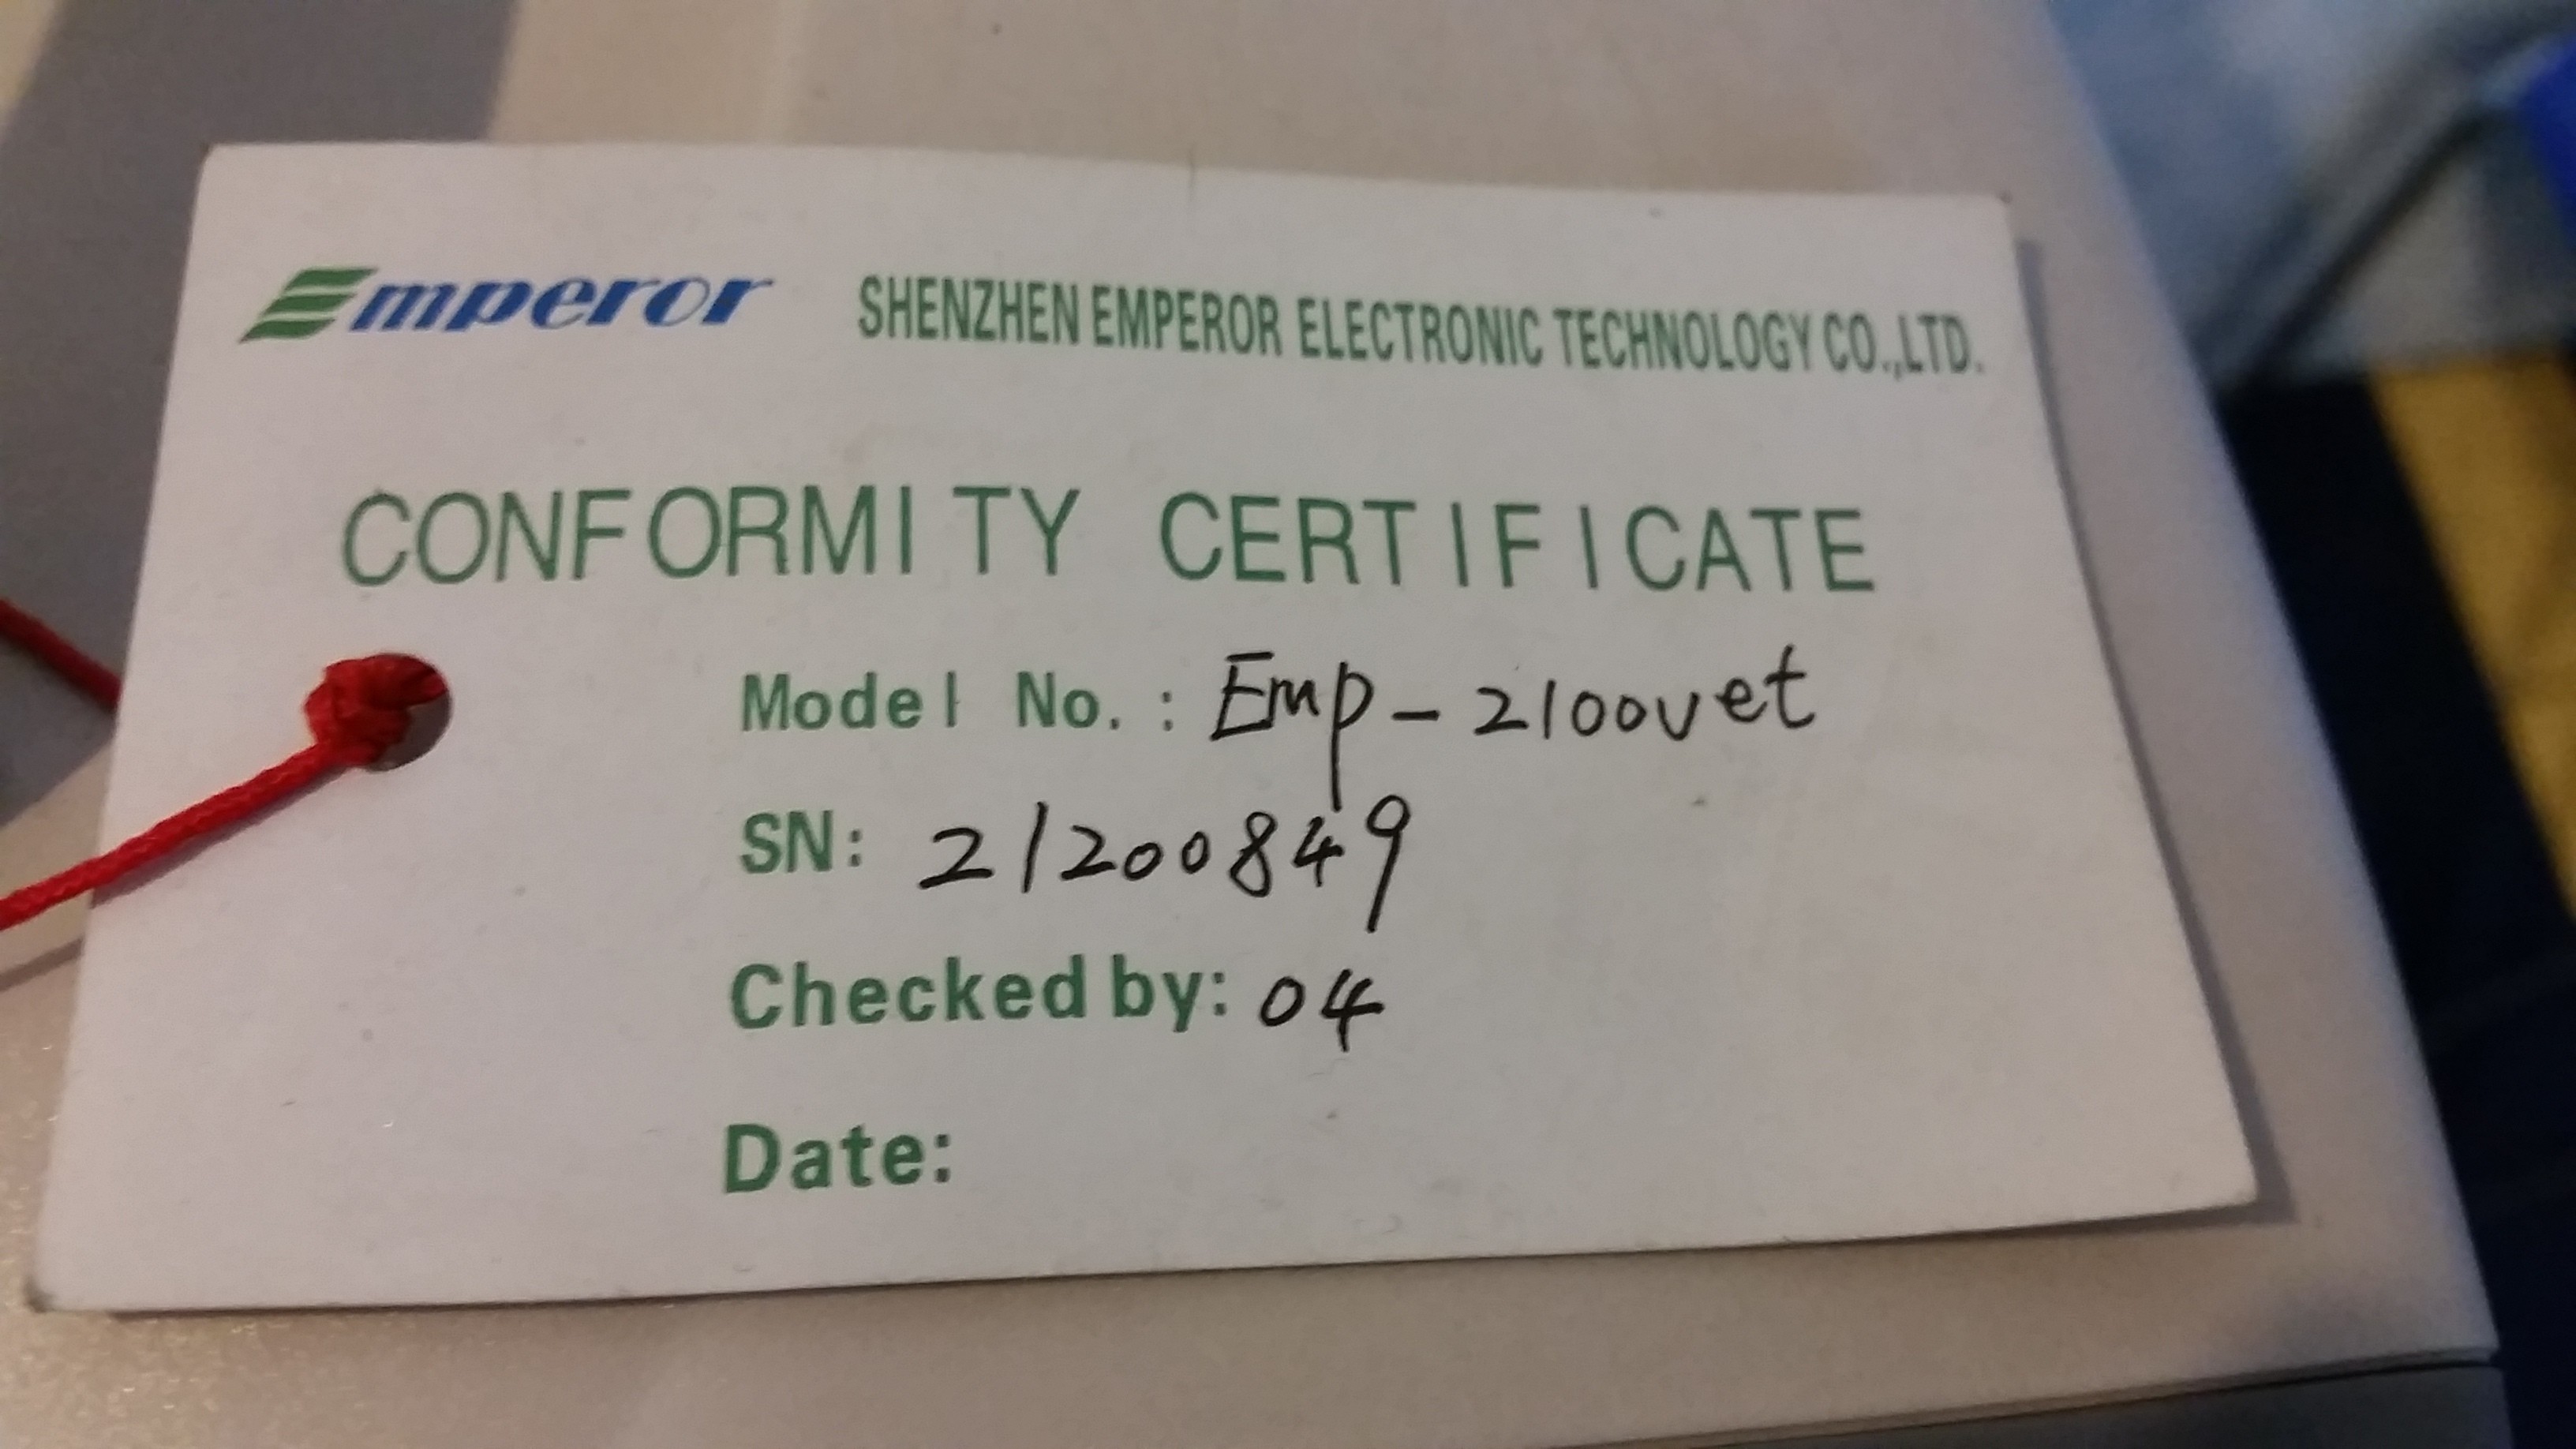 Emperor SHENZHEN EMPEROR ELECTRONIC TECHNOLOGY CO.,LTD.
CONFORMITY CERTIFICATE
Model No.: Emp-2100vet
SN: 21200849
Checked by: 04
Date: